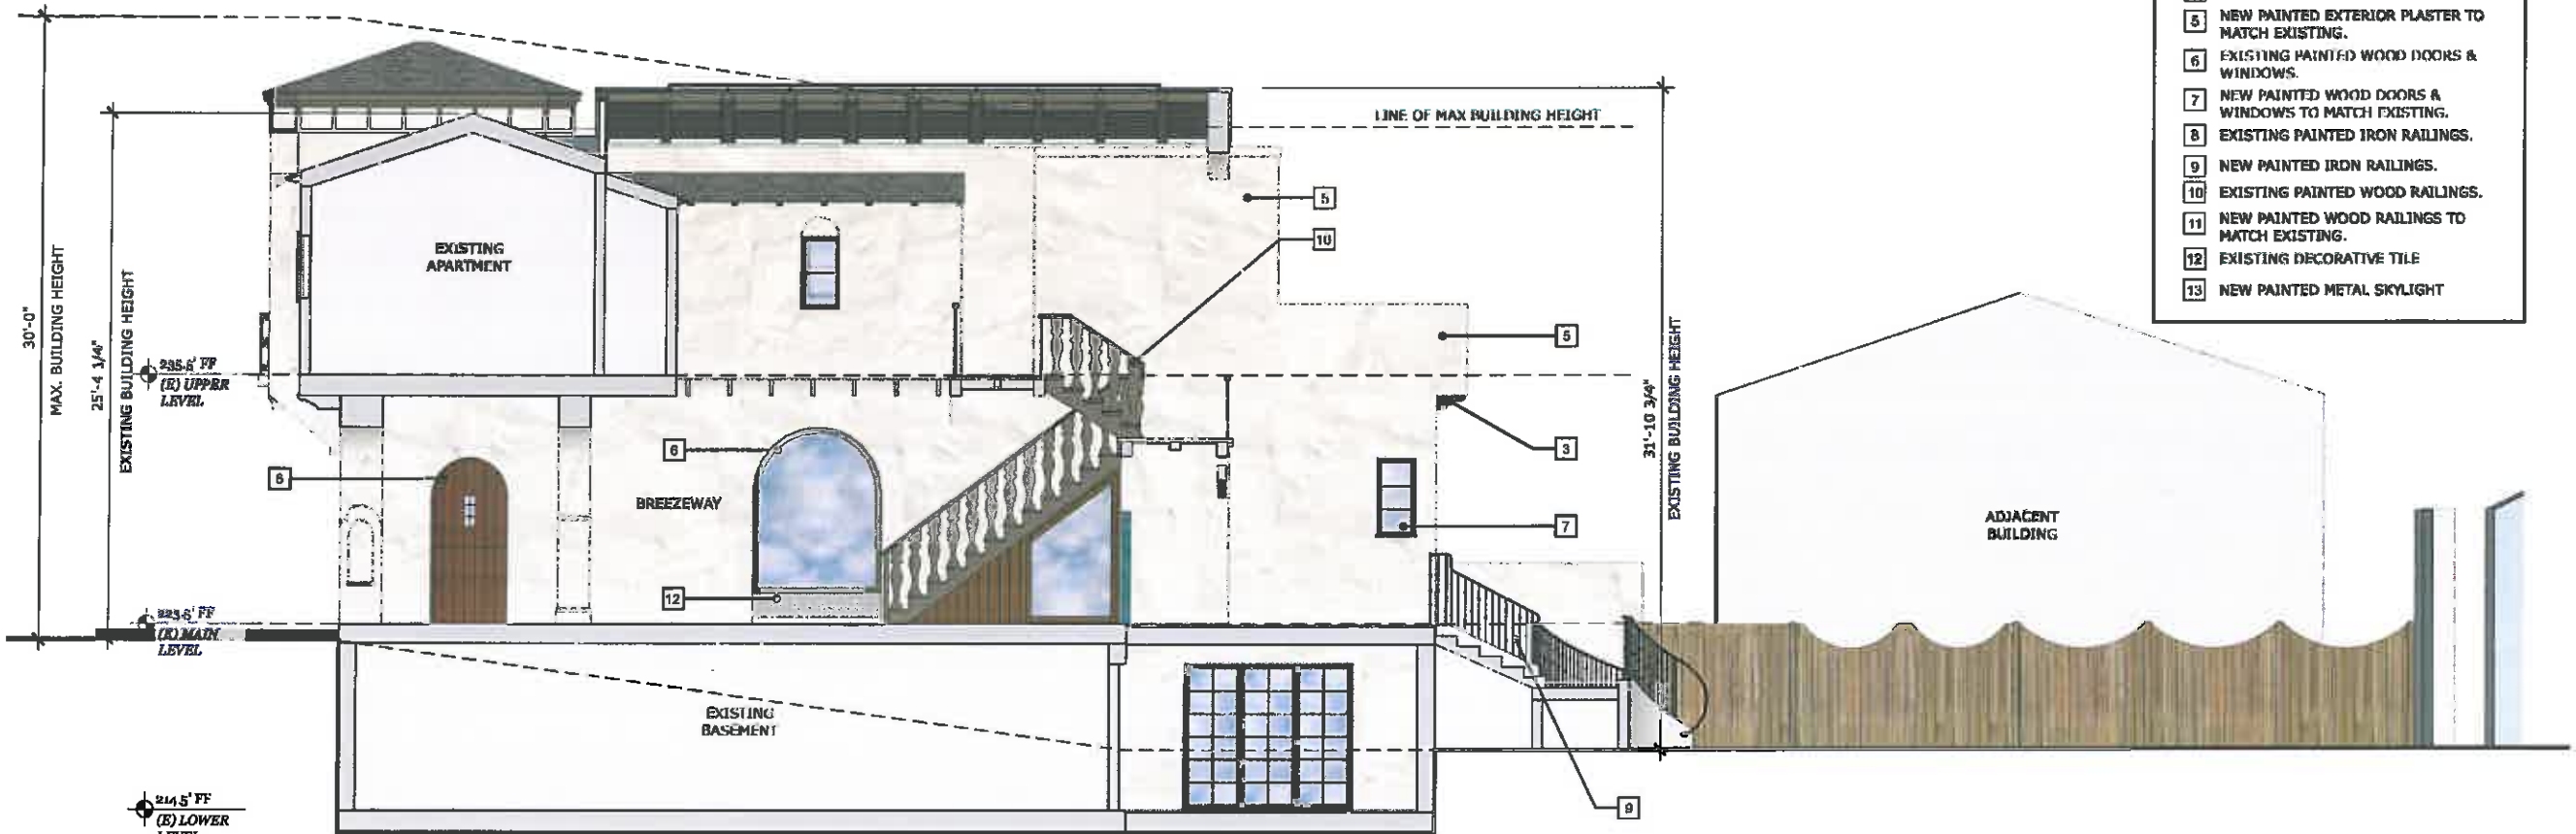 5 NEW PAINTED EXTERIOR PLASTER TO
MATCH EXISTING.
6 EXISTING PAINTED WOOD DOORS &
WINDOWS.
7 NEW PAINTED WOOD DOORS &
WINDOWS TO MATCH EXISTING.
8 EXISTING PAINTED IRON RAILINGS.
9 NEW PAINTED IRON RAILINGS.
10 EXISTING PAINTED WOOD RAILINGS.
11 NEW PAINTED WOOD RAILINGS TO
MATCH EXISTING.
12 EXISTING DECORATIVE TILE
13 NEW PAINTED METAL SKYLIGHT
LINE OF MAX BUILDING HEIGHT
30'-0"
MAX. BUILDING HEIGHT
25'-4 1/4"
EXISTING BUILDING HEIGHT
EXISTING
APARTMENT
5
10
5
3
7
31'-10 3/4"
EXISTING BUILDING HEIGHT
FF
(E) UPPER
LEVEL
6
6
BREEZEWAY
12
ADJACENT
BUILDING
FF
(E) MAIN
LEVEL
EXISTING
BASEMENT
9
214.5' FF
(E) LOWER
LEVEL